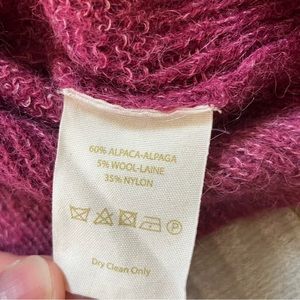 60% ALPACA-ALPAGA
5% WOOL-LAINE
35% NYLON
P
Dry Clean Only